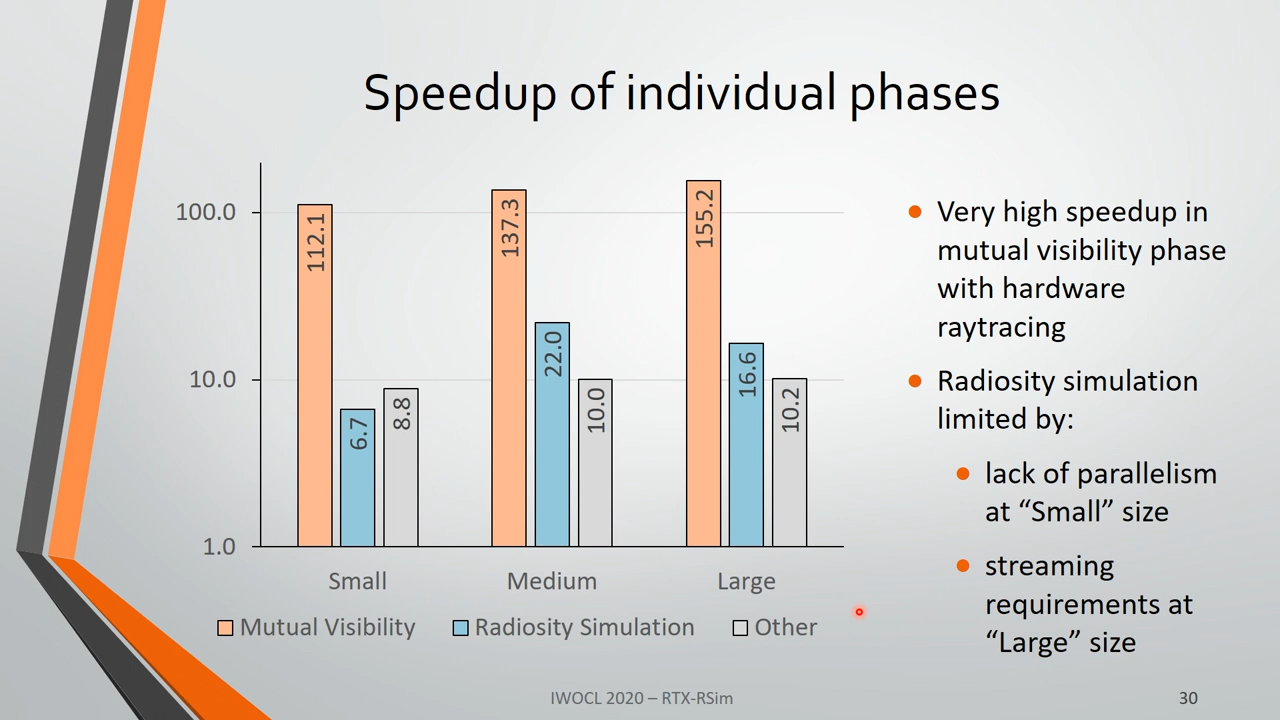 Speedup of individual phases
100.0
10.0
1.0
112.1
6.7
8.8
137.3
22.0
10.0
155.2
16.6
10.2
Small
Medium
Large
Mutual Visibility
Radiosity Simulation
Other
Very high speedup in
mutual visibility phase
with hardware
raytracing
Radiosity simulation
limited by:
lack of parallelism
at “Small” size
streaming
requirements at
“Large” size
IWOCL 2020 – RTX-RSim
30